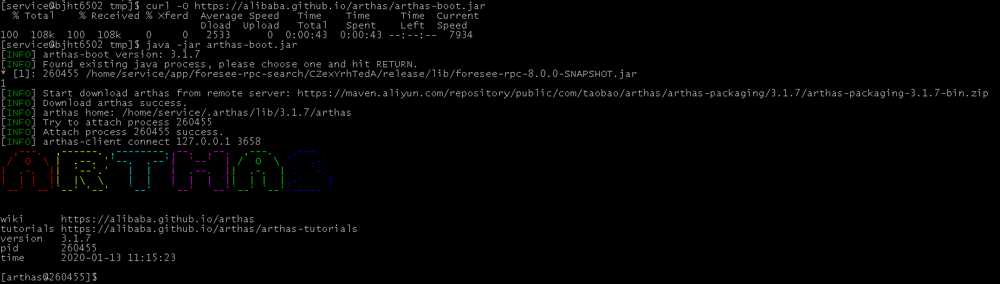 [service@bjht6502 tmp]$ curl -O https://alibaba.github.io/arthas/arthas-boot.jar
% Total % Received % Xferd Average Speed Time Time Time Current
Dload Upload Total Spent Left Speed
100 108k 100 108k 0 0 2533 0 0:00:43 0:00:43 --:--:-- 7934
[service@bjht6502 tmp]$ java -jar arthas-boot.jar
[INFO] arthas-boot version: 3.1.7
[INFO] Found existing java process, please choose one and hit RETURN.
* [1]: 260455 /home/service/app/foresee-rpc-search/CZexYrhTedA/release/lib/foresee-rpc-8.0.0-SNAPSHOT.jar
1
[INFO] Start download arthas from remote server: https://maven.aliyun.com/repository/public/com/taobao/arthas/arthas-packaging/3.1.7/arthas-packaging-3.1.7-bin.zip
[INFO] Download arthas success.
[INFO] arthas home: /home/service/.arthas/lib/3.1.7/arthas
[INFO] Try to attach process 260455
[INFO] Attach process 260455 success.
[INFO] arthas-client connect 127.0.0.1 3658
ARTHAS
wiki https://alibaba.github.io/arthas
tutorials https://alibaba.github.io/arthas/arthas-tutorials
version 3.1.7
pid 260455
time 2020-01-13 11:15:23
[arthas@260455]$